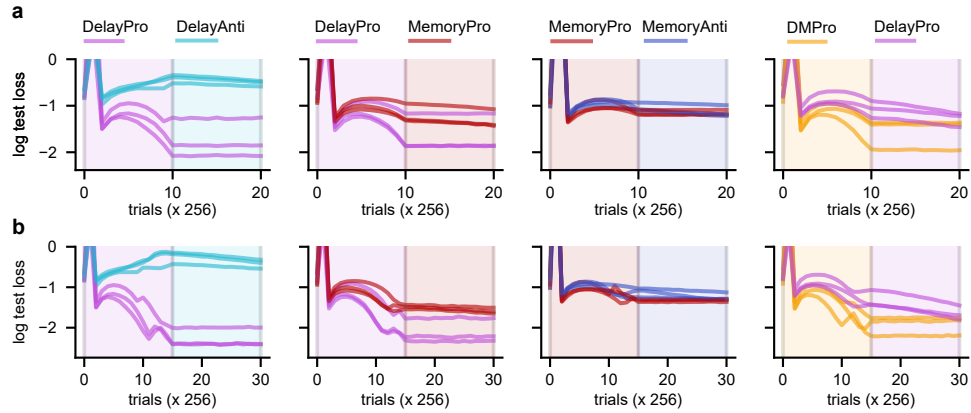 a
DelayPro DelayAnti DelayPro MemoryPro MemoryPro MemoryAnti DMPro DelayPro
log test loss
0
−1
−2
0 10 20 0 10 20 0 10 20 0 10 20
trials (x 256) trials (x 256) trials (x 256) trials (x 256)
b
log test loss
0
−1
−2
0 10 20 30 0 10 20 30 0 10 20 30 0 10 20 30
trials (x 256) trials (x 256) trials (x 256) trials (x 256)